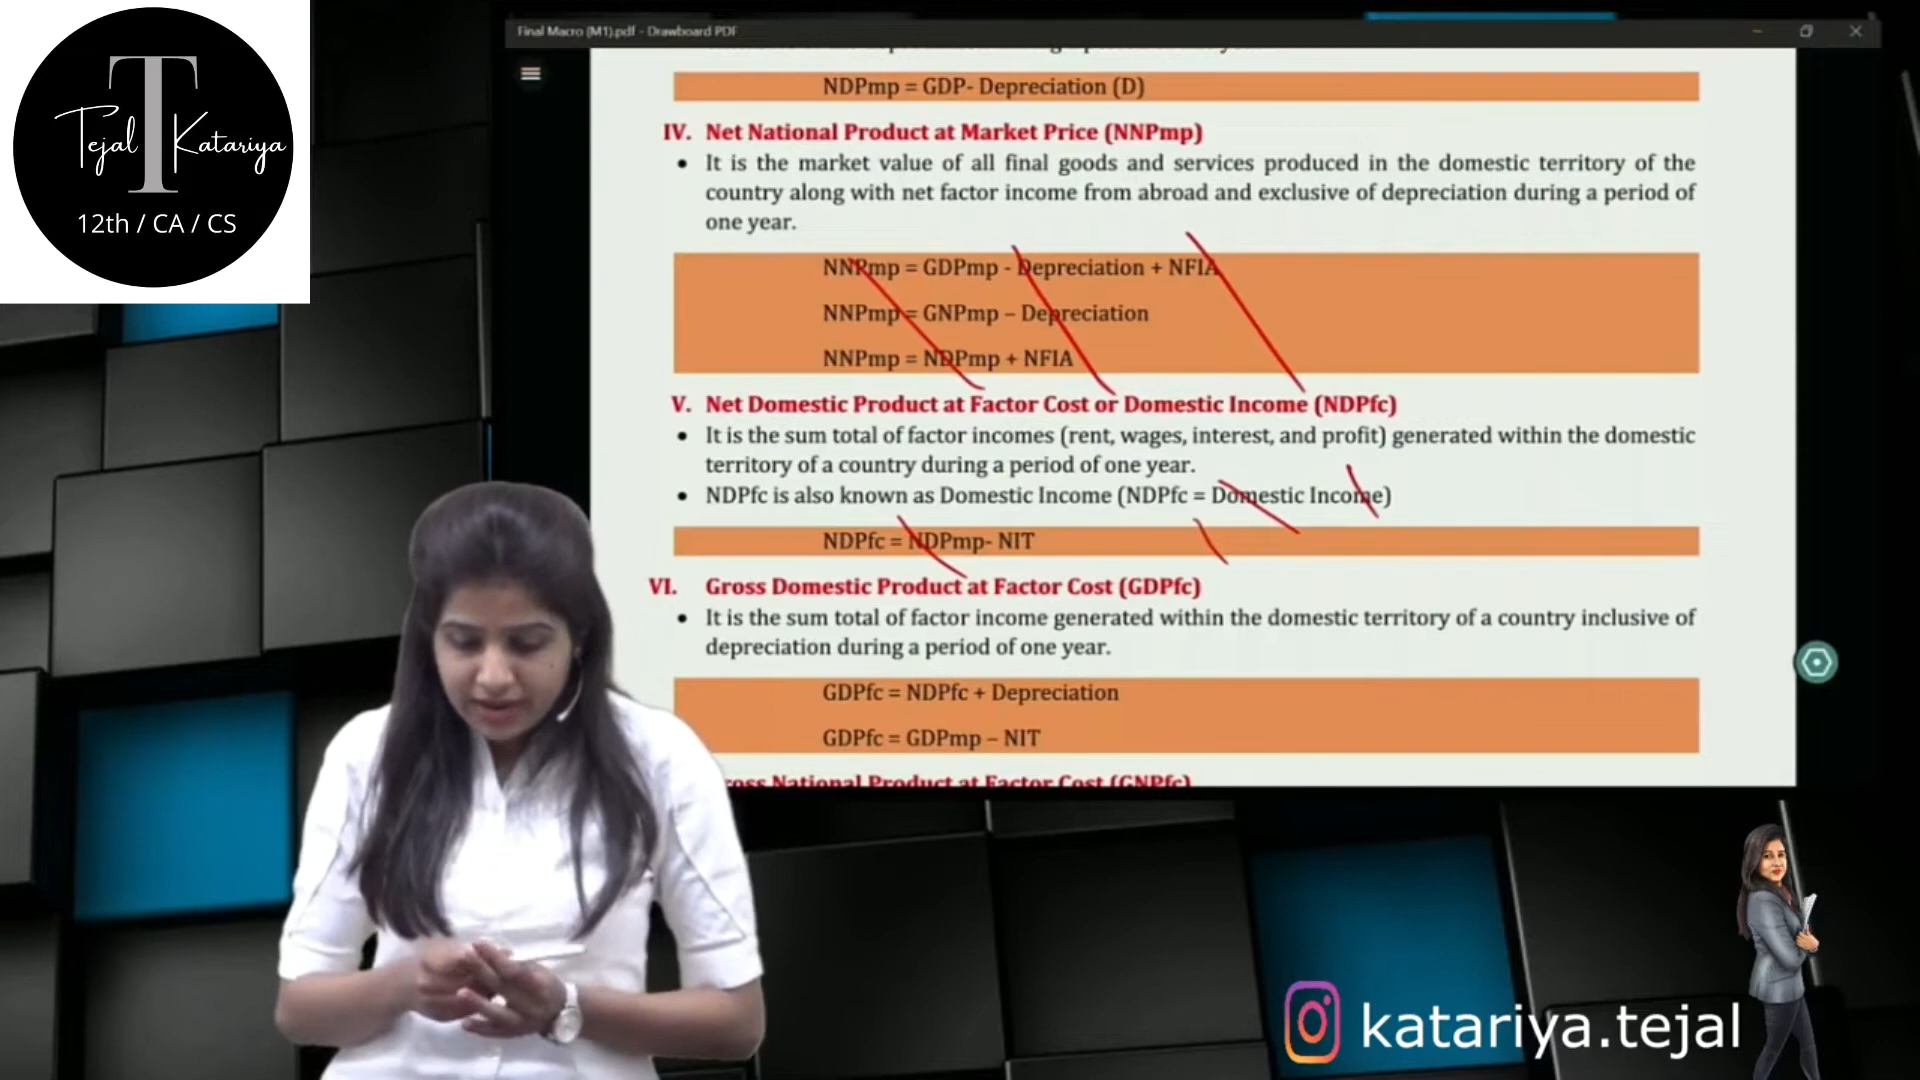 T
Tejal Katariya
12th / CA / CS
Final Macro (M1).pdf - Drawboard PDF
NDPmp = GDP- Depreciation (D)
IV. Net National Product at Market Price (NNPmp)
• It is the market value of all final goods and services produced in the domestic territory of the
country along with net factor income from abroad and exclusive of depreciation during a period of
one year.
NNPmp = GDPmp - Depreciation + NFIA
NNPmp = GNPmp – Depreciation
NNPmp = NDPmp + NFIA
V. Net Domestic Product at Factor Cost or Domestic Income (NDPfc)
• It is the sum total of factor incomes (rent, wages, interest, and profit) generated within the domestic
territory of a country during a period of one year.
• NDPfc is also known as Domestic Income (NDPfc = Domestic Income)
NDPfc = NDPmp- NIT
VI. Gross Domestic Product at Factor Cost (GDPfc)
• It is the sum total of factor income generated within the domestic territory of a country inclusive of
depreciation during a period of one year.
GDPfc = NDPfc + Depreciation
GDPfc = GDPmp – NIT
ross National Product at Factor Cost (GNPfc)
katariya.tejal